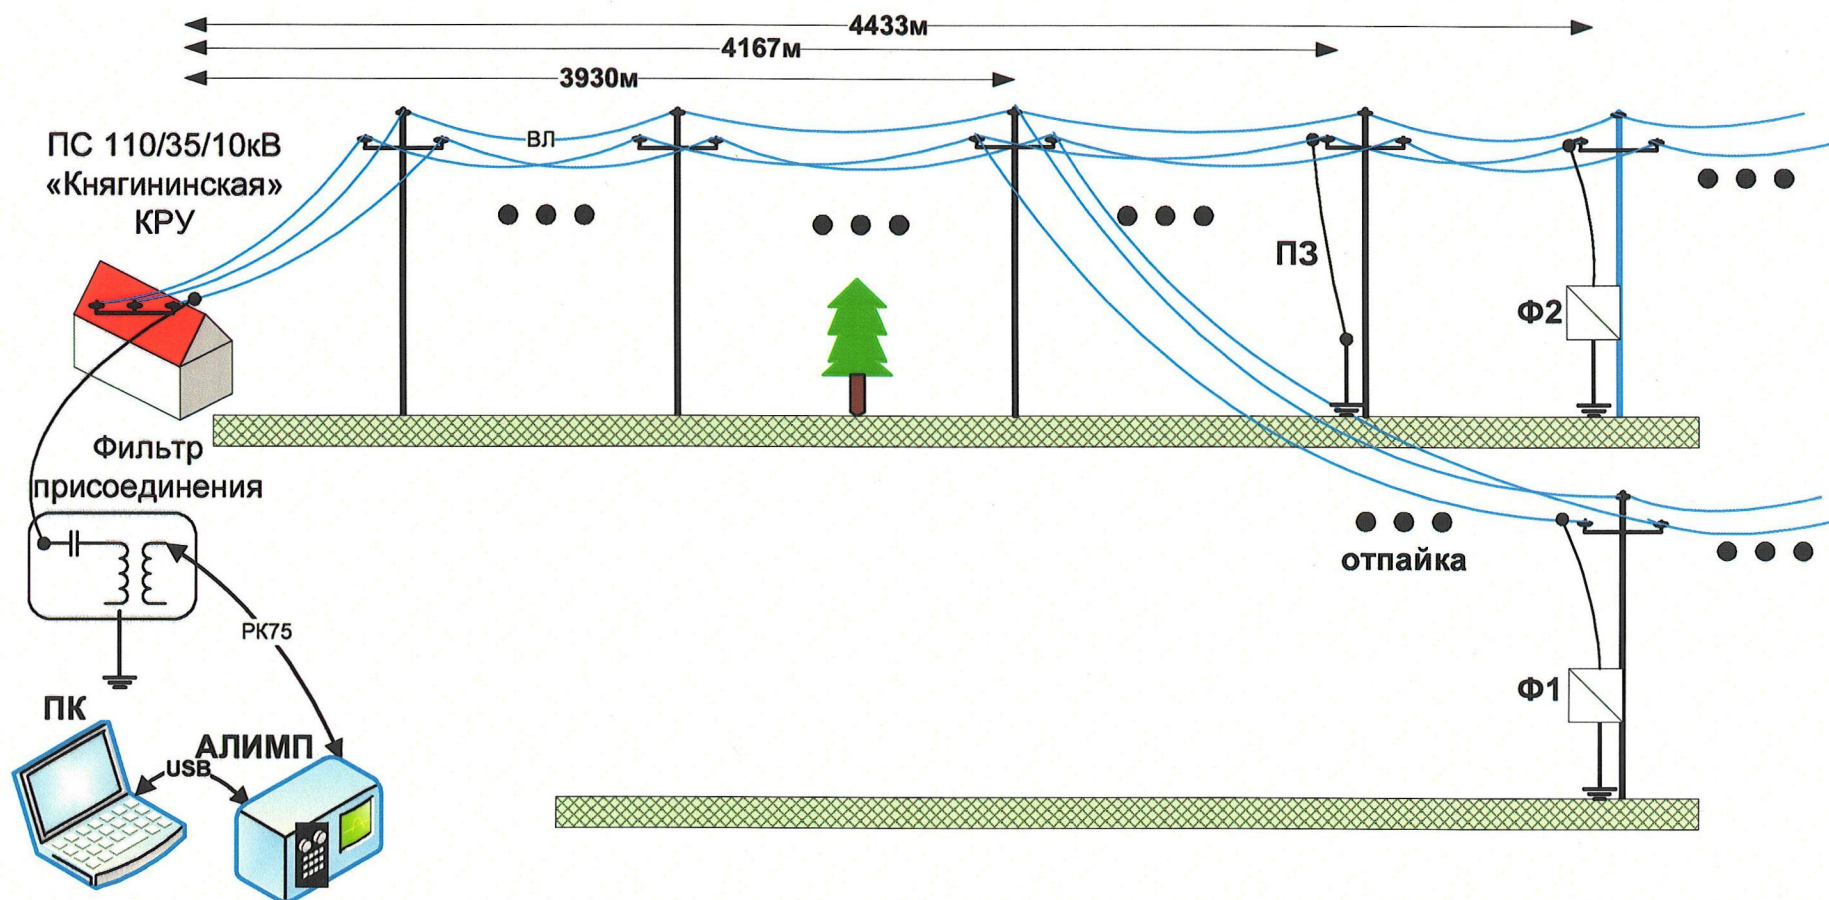 4433м
4167м
3930м
ПС 110/35/10кВ
«Княгининская»
КРУ
ВЛ
ПЗ
Ф2
Фильтр
присоединения
отпайка
РК75
Ф1
ПК
АЛИМП
USB